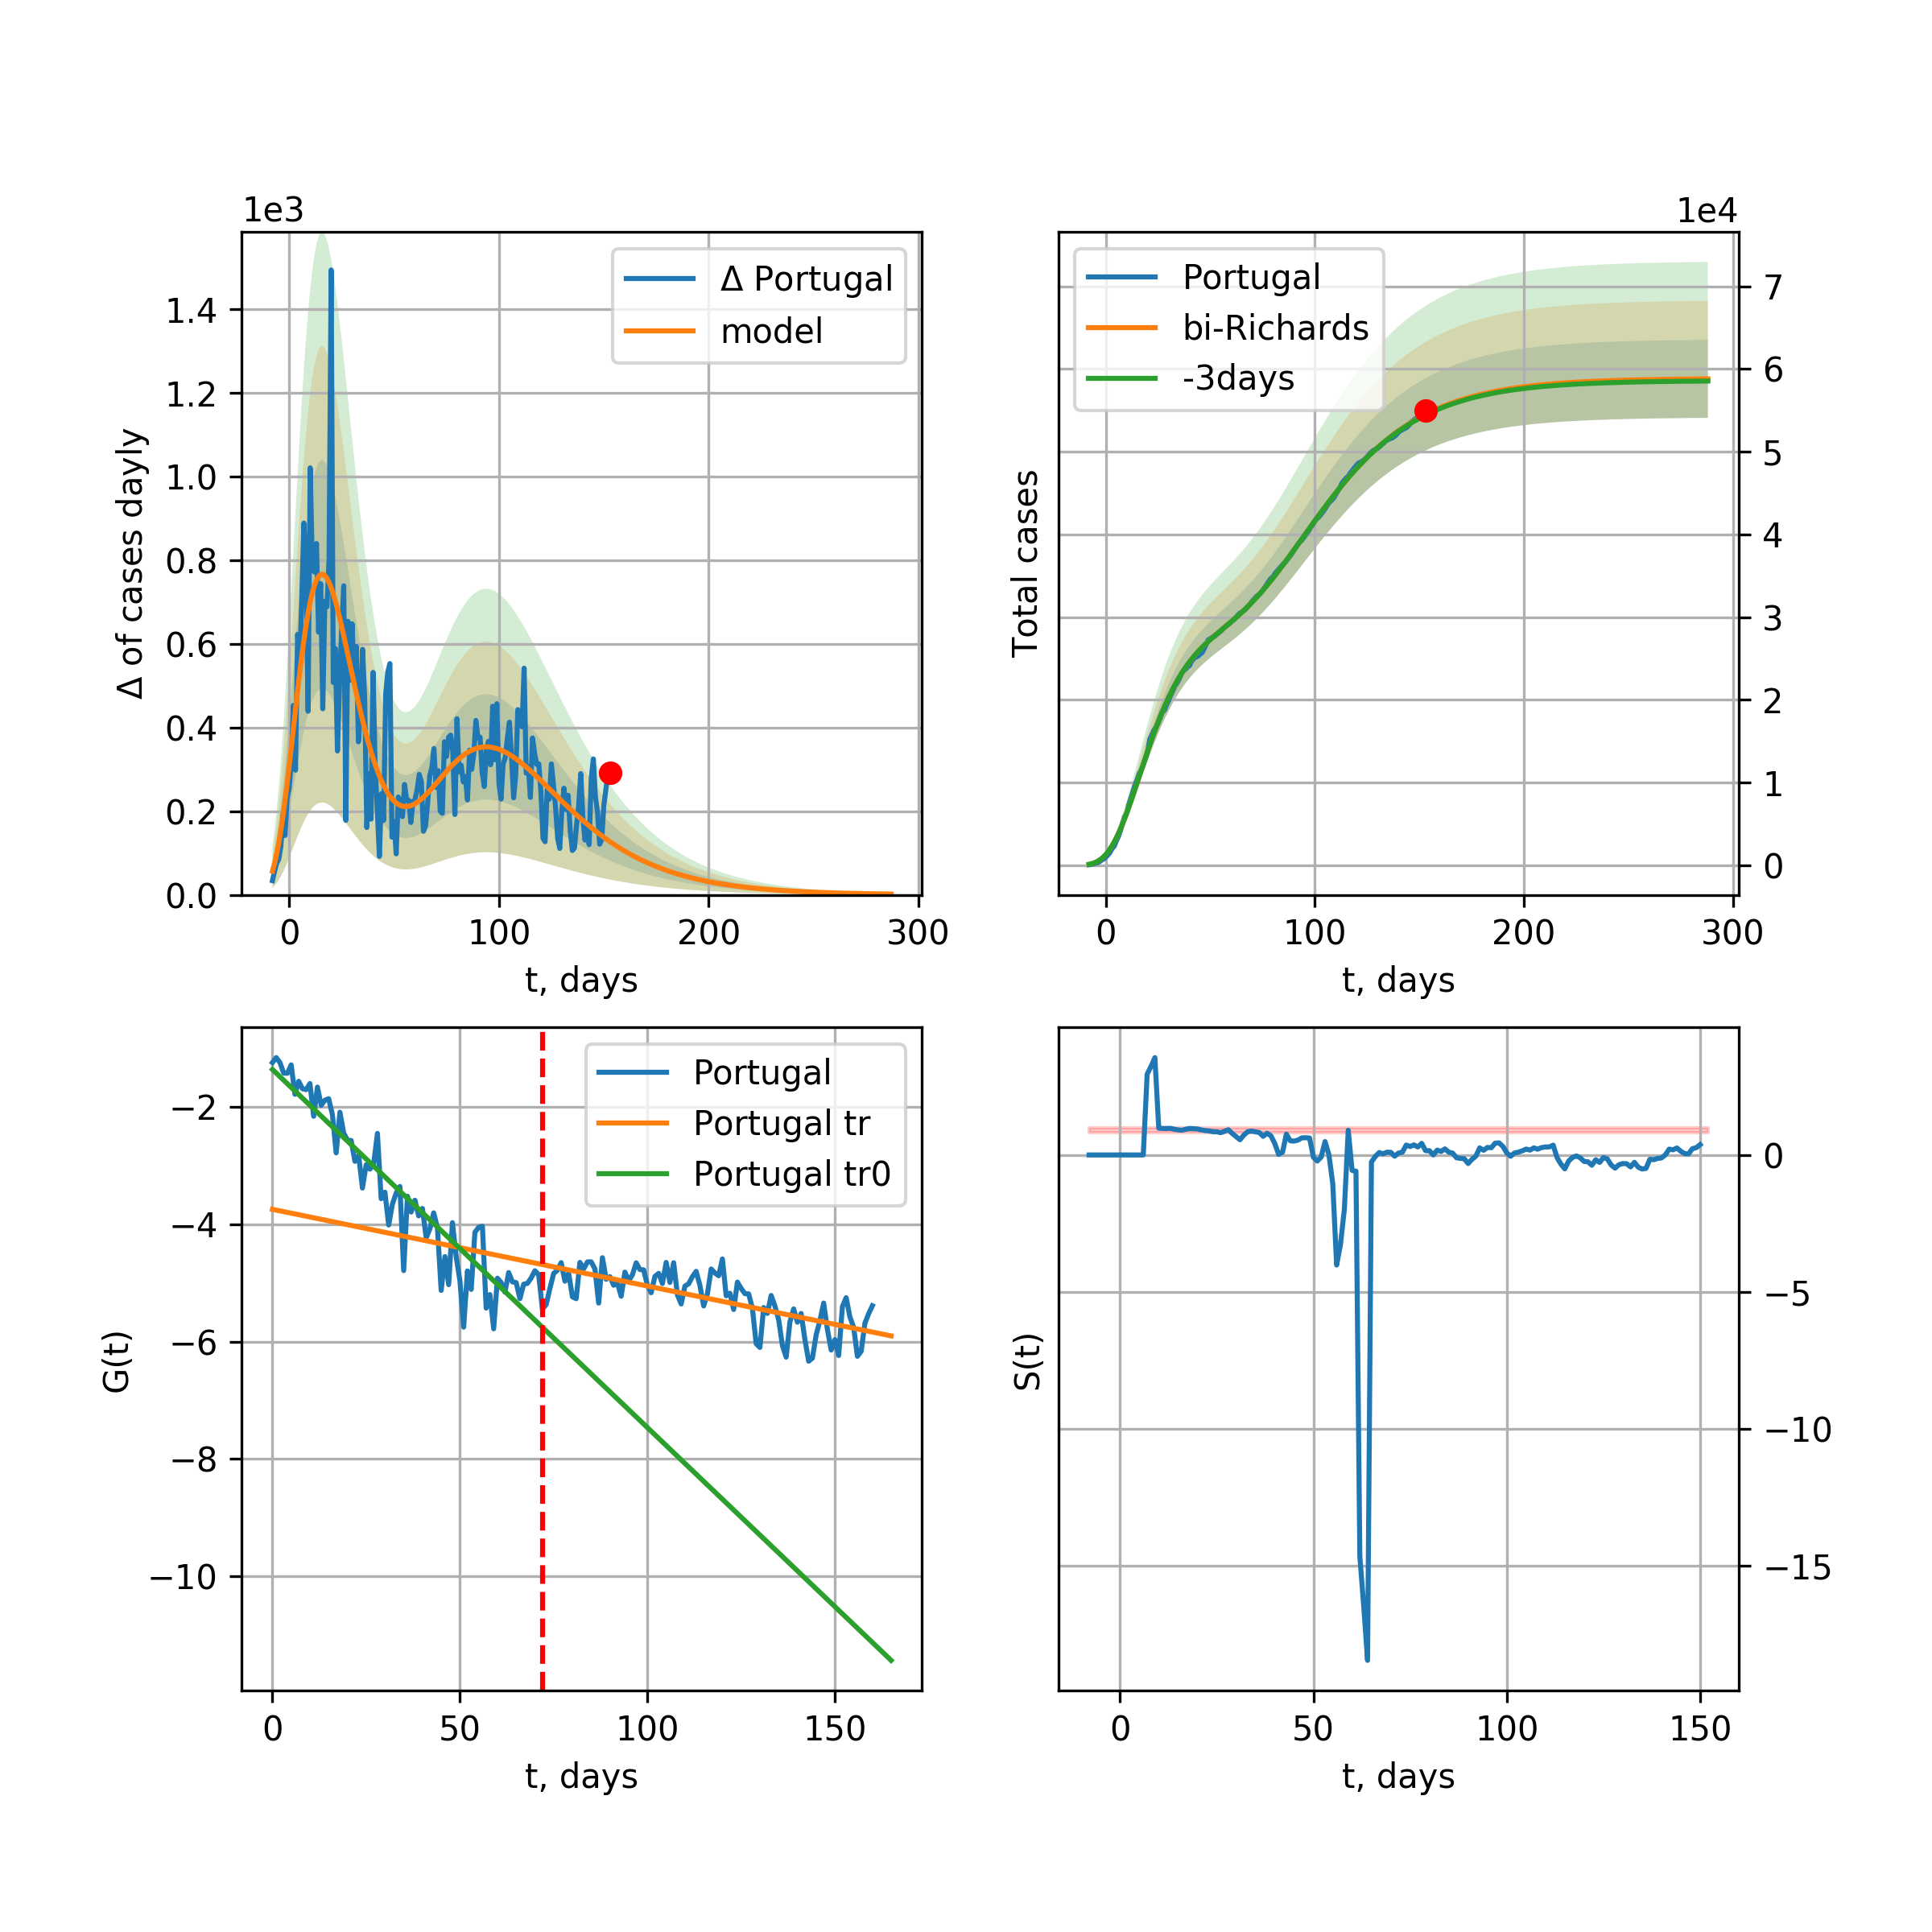 1e3
Δ of cases dayly
1.4
1.2
1.0
0.8
0.6
0.4
0.2
0.0
Δ Portugal
model
0
100
200
300
t, days
1e4
Total cases
Portugal
bi-Richards
-3days
7
6
5
4
3
2
1
0
0
100
200
300
t, days
G(t)
−2
−4
−6
−8
−10
Portugal
Portugal tr
Portugal tr0
0
50
100
150
t, days
S(t)
0
−5
−10
−15
0
50
100
150
t, days